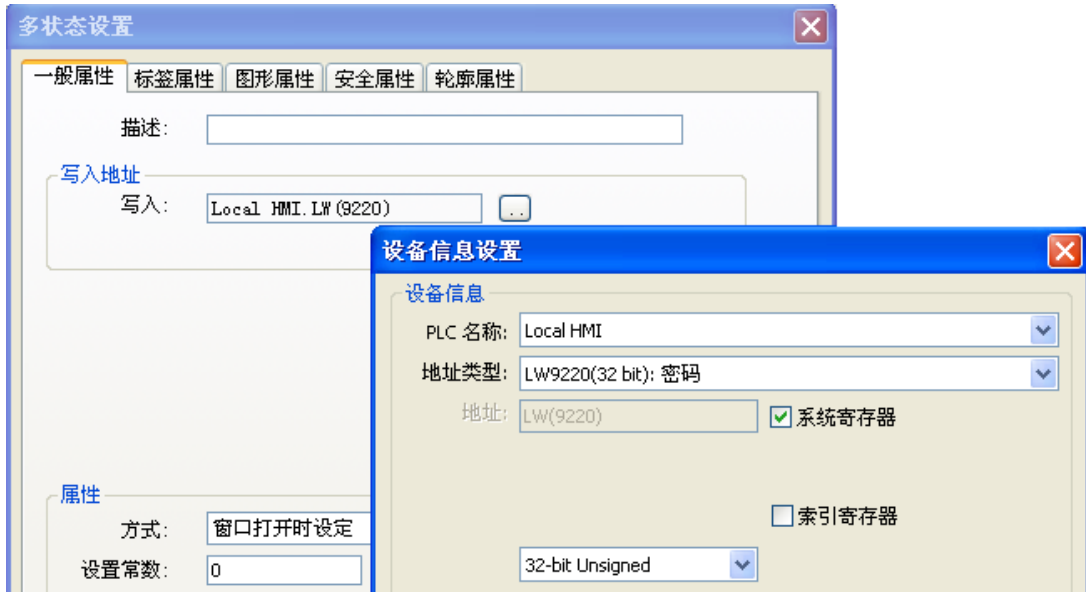 多状态设置
一般属性 标签属性 图形属性 安全属性 轮廓属性
描述:
写入地址
写入: Local HMI.LW(9220) ..
设备信息设置
设备信息
PLC 名称: Local HMI
地址类型: LW9220(32 bit): 密码
地址: LW(9220) 系统寄存器
属性
索引寄存器
方式: 窗口打开时设定
32-bit Unsigned
设置常数: 0